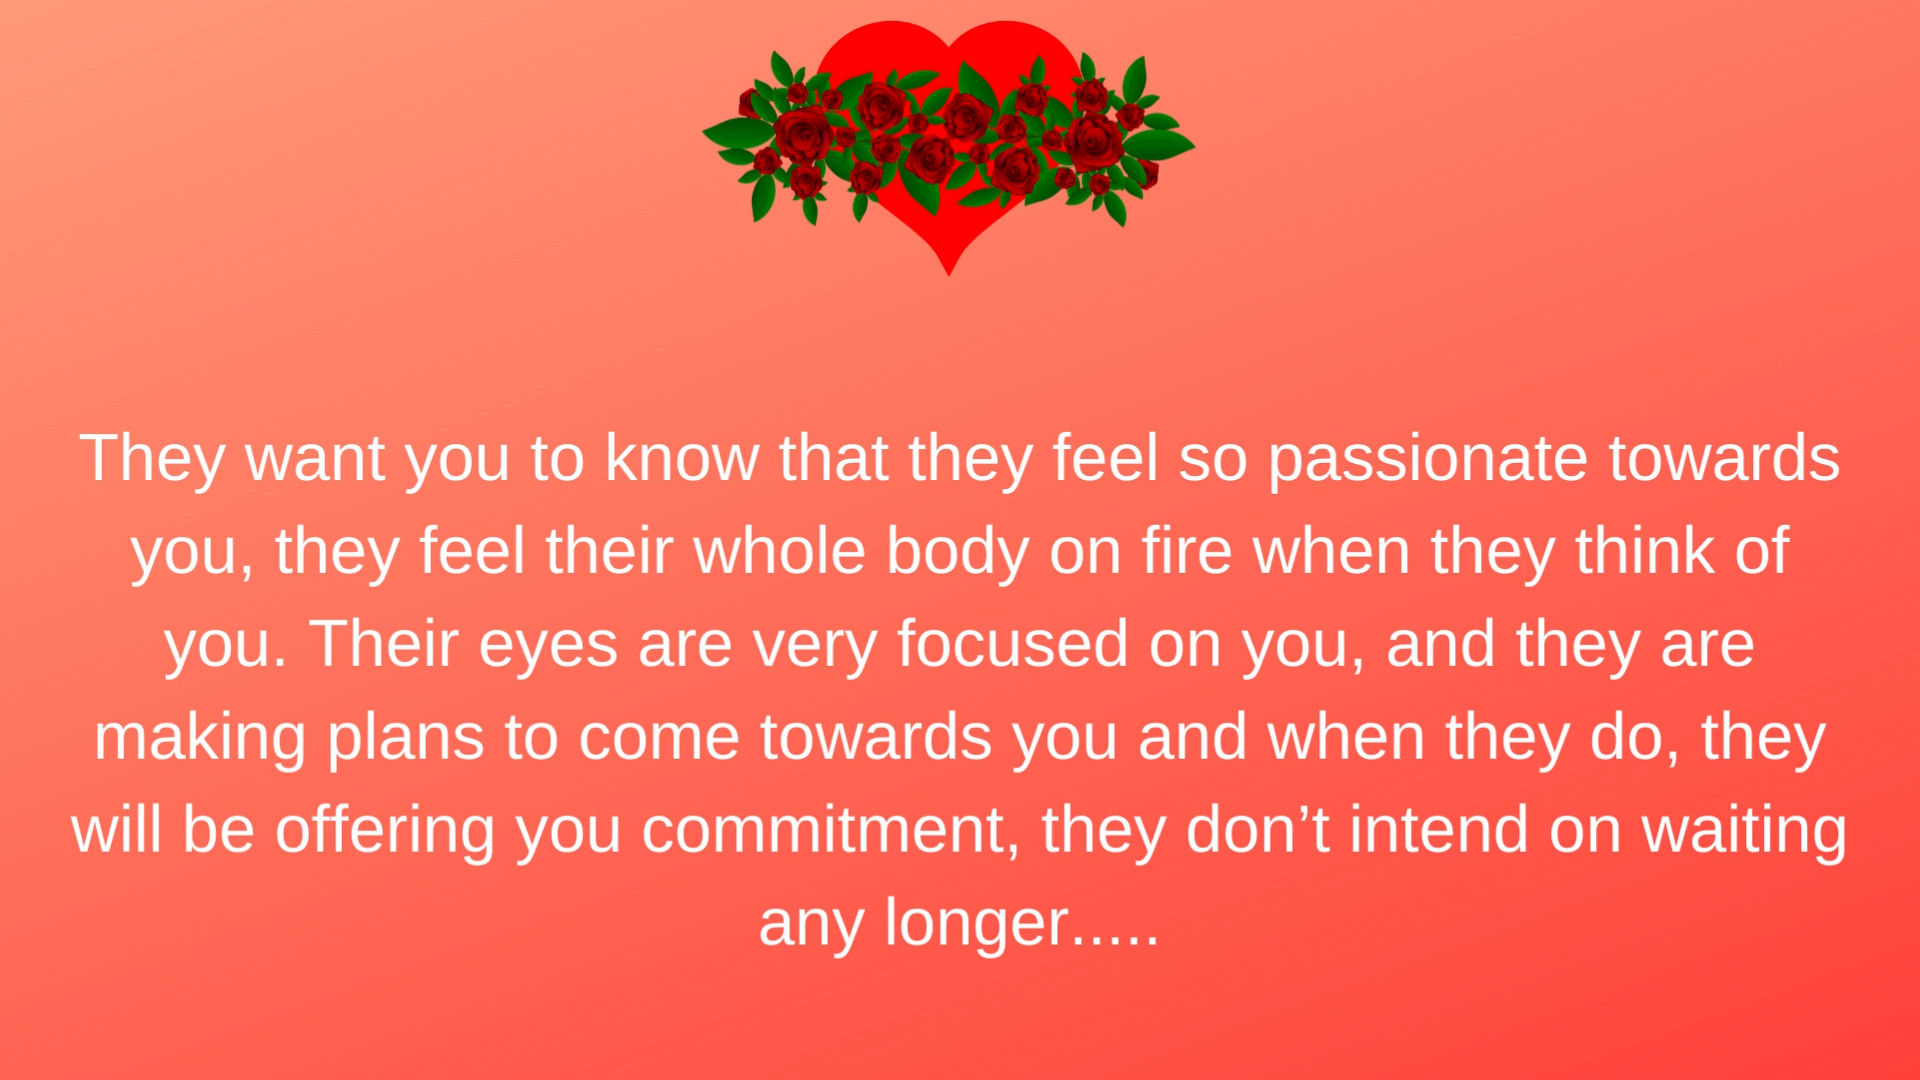 They want you to know that they feel so passionate towards
you, they feel their whole body on fire when they think of
you. Their eyes are very focused on you, and they are
making plans to come towards you and when they do, they
will be offering you commitment, they don’t intend on waiting
any longer.....